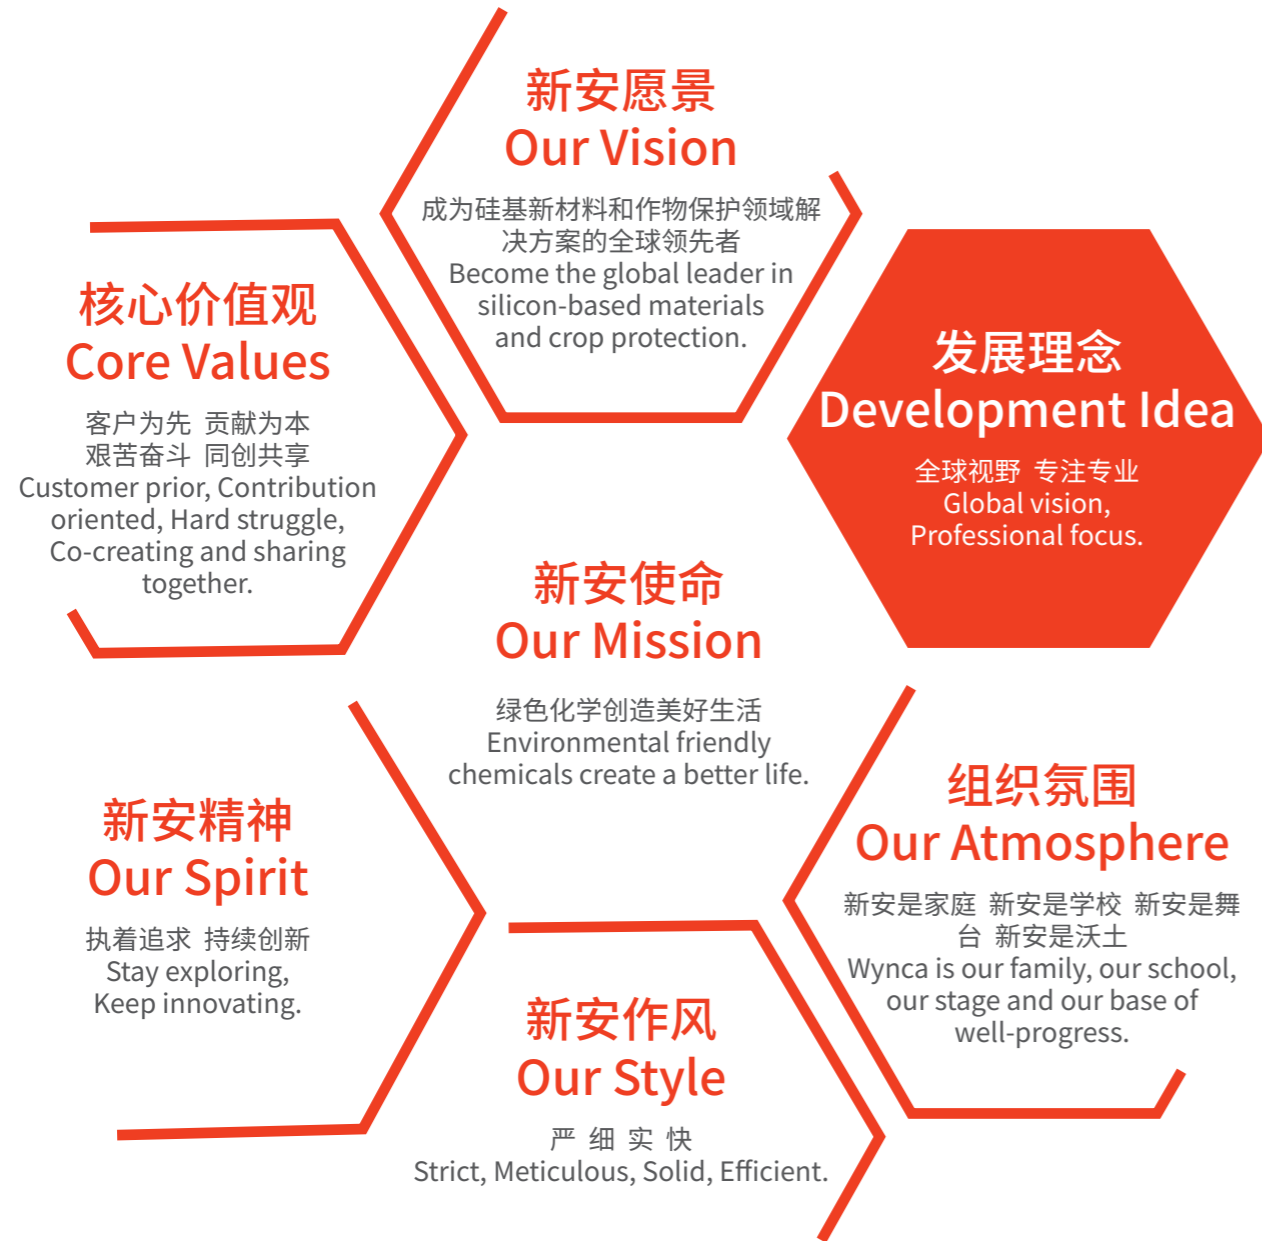 新安愿景
Our Vision
成为硅基新材料和作物保护领域解
决方案的全球领先者
Become the global leader in
silicon-based materials
and crop protection.
核心价值观
Core Values
客户为先 贡献为本
艰苦奋斗 同创共享
Customer prior, Contribution
oriented, Hard struggle,
Co-creating and sharing
together.
发展理念
Development Idea
全球视野 专注专业
Global vision,
Professional focus.
新安使命
Our Mission
绿色化学创造美好生活
Environmental friendly
chemicals create a better life.
新安精神
Our Spirit
执着追求 持续创新
Stay exploring,
Keep innovating.
组织氛围
Our Atmosphere
新安是家庭 新安是学校 新安是舞
台 新安是沃土
Wynca is our family, our school,
our stage and our base of
well-progress.
新安作风
Our Style
严 细 实 快
Strict, Meticulous, Solid, Efficient.